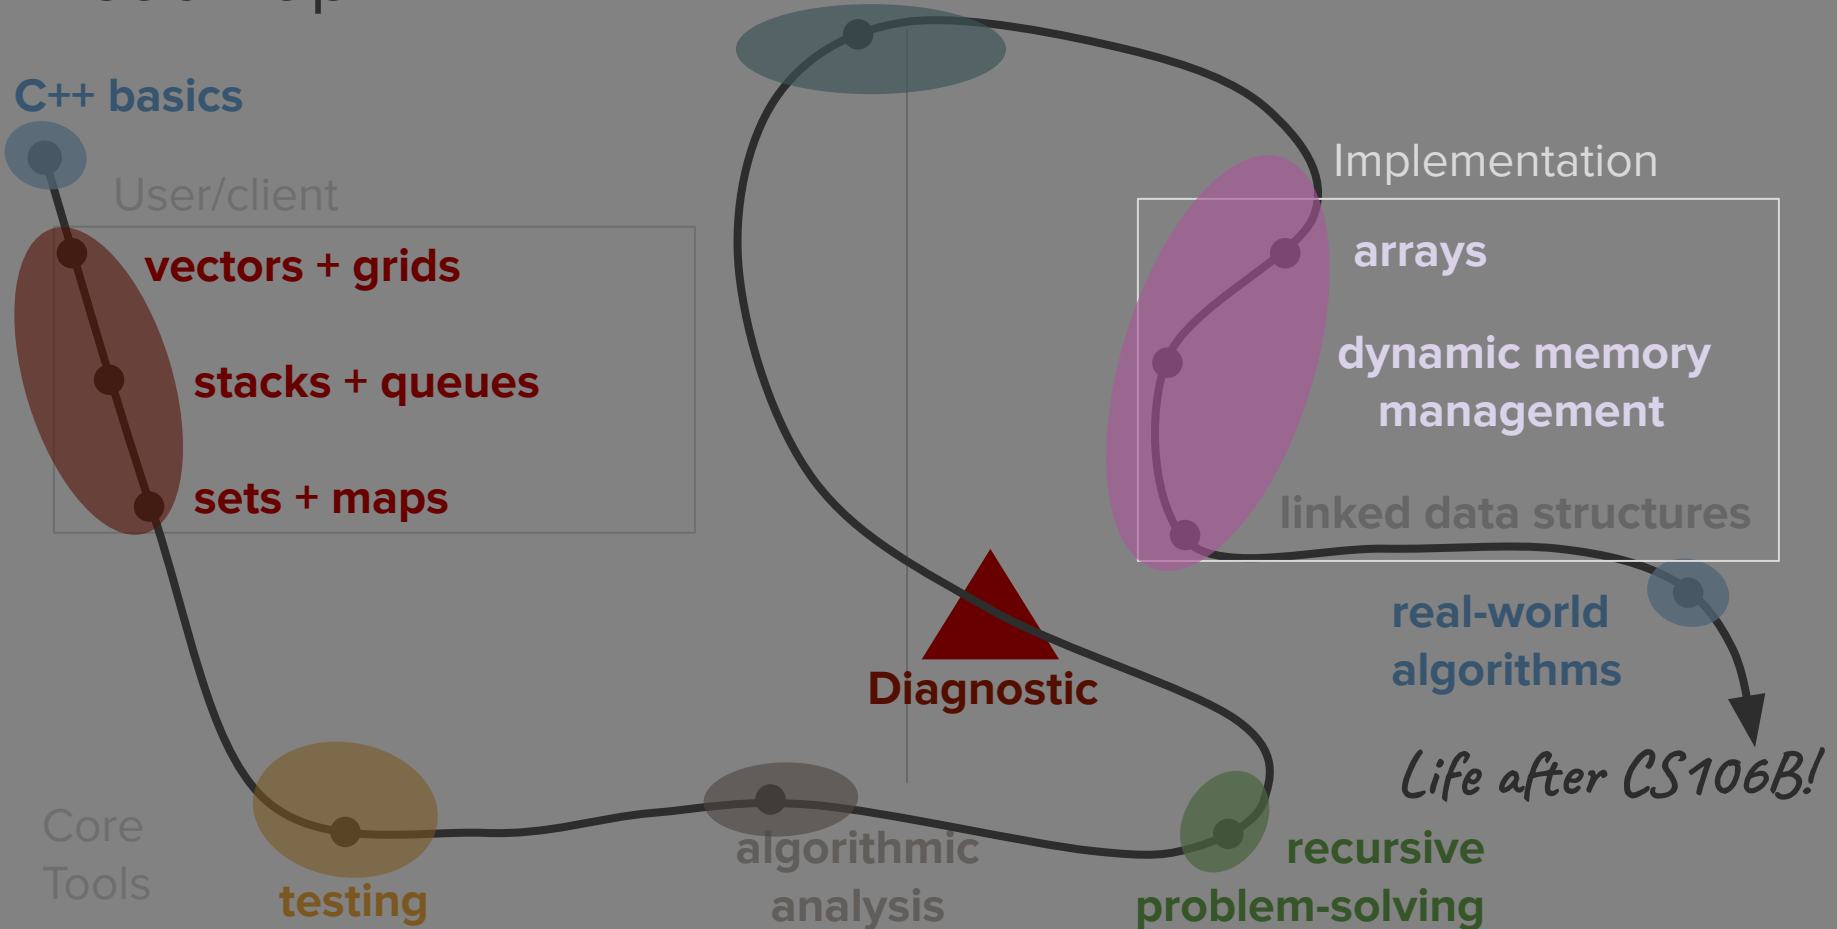 C++ basics
User/client
vectors + grids
stacks + queues
sets + maps
Core
Tools
testing
algorithmic
analysis
recursive
problem-solving
Diagnostic
Implementation
arrays
dynamic memory
management
linked data structures
real-world
algorithms
Life after CS106B!